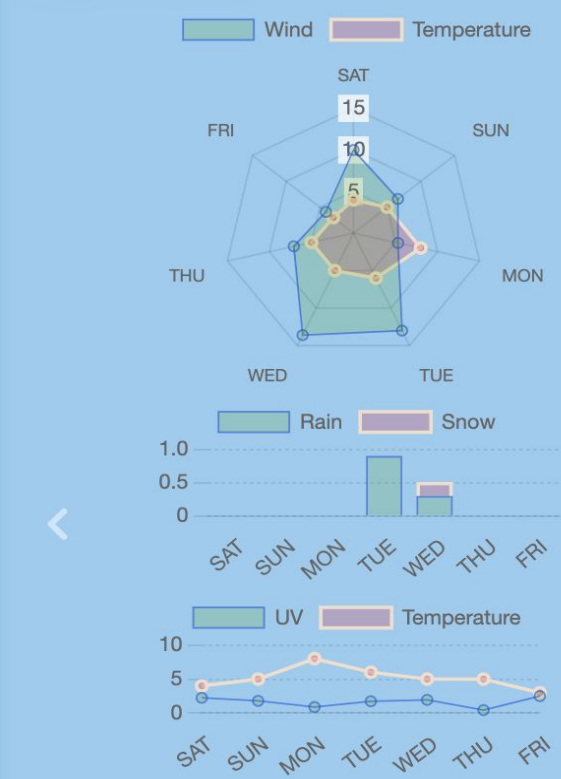 Wind Temperature
SAT
15
FRI SUN
10
5
THU MON
WED TUE
Rain Snow
1.0
0.5
0
SAT SUN MON TUE WED THU FRI
UV Temperature
10
5
0
SAT SUN MON TUE WED THU FRI